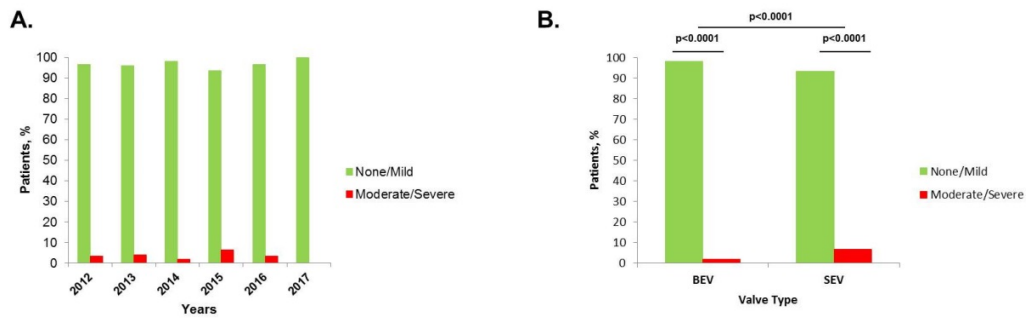 A.
100
90
80
70
60
50
40
30
20
10
0
Patients, %
2012
2013
2014
2015
2016
2017
Years
None/Mild
Moderate/Severe
B.
p<0.0001
p<0.0001
p<0.0001
100
90
80
70
60
50
40
30
20
10
0
Patients, %
BEV
SEV
Valve Type
None/Mild
Moderate/Severe